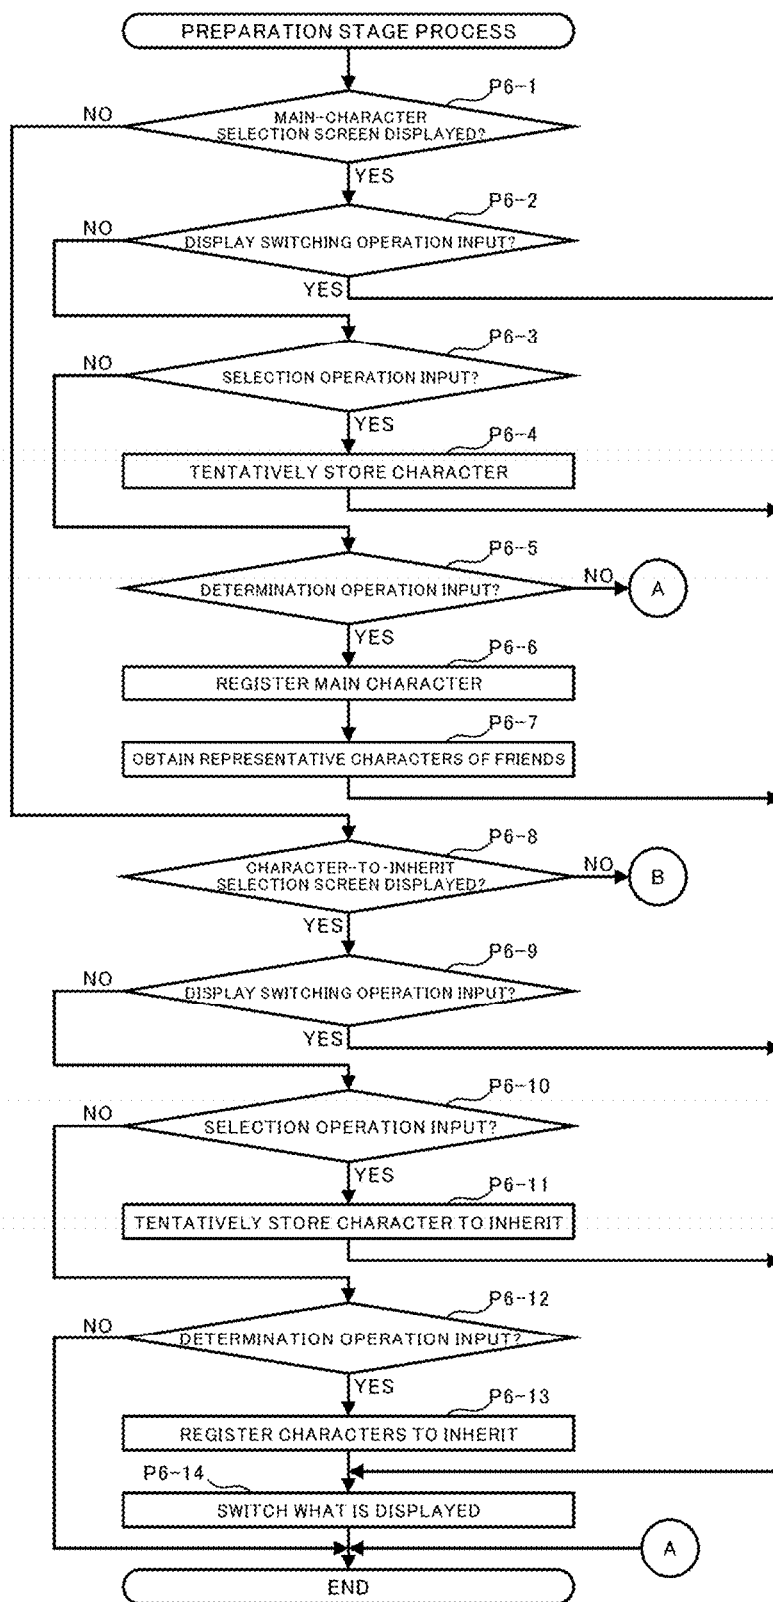 PREPARATION STAGE PROCESS
P6-1
NO
MAIN-CHARACTER
SELECTION SCREEN DISPLAYED?
YES
P6-2
NO
DISPLAY SWITCHING OPERATION INPUT?
YES
P6-3
NO
SELECTION OPERATION INPUT?
YES
P6-4
TENTATIVELY STORE CHARACTER
P6-5
DETERMINATION OPERATION INPUT?
NO
A
YES
P6-6
REGISTER MAIN CHARACTER
P6-7
OBTAIN REPRESENTATIVE CHARACTERS OF FRIENDS
P6-8
CHARACTER-TO-INHERIT
SELECTION SCREEN DISPLAYED?
NO
B
YES
P6-9
NO
DISPLAY SWITCHING OPERATION INPUT?
YES
P6-10
NO
SELECTION OPERATION INPUT?
YES
P6-11
TENTATIVELY STORE CHARACTER TO INHERIT
P6-12
NO
DETERMINATION OPERATION INPUT?
YES
P6-13
REGISTER CHARACTERS TO INHERIT
P6-14
SWITCH WHAT IS DISPLAYED
A
END